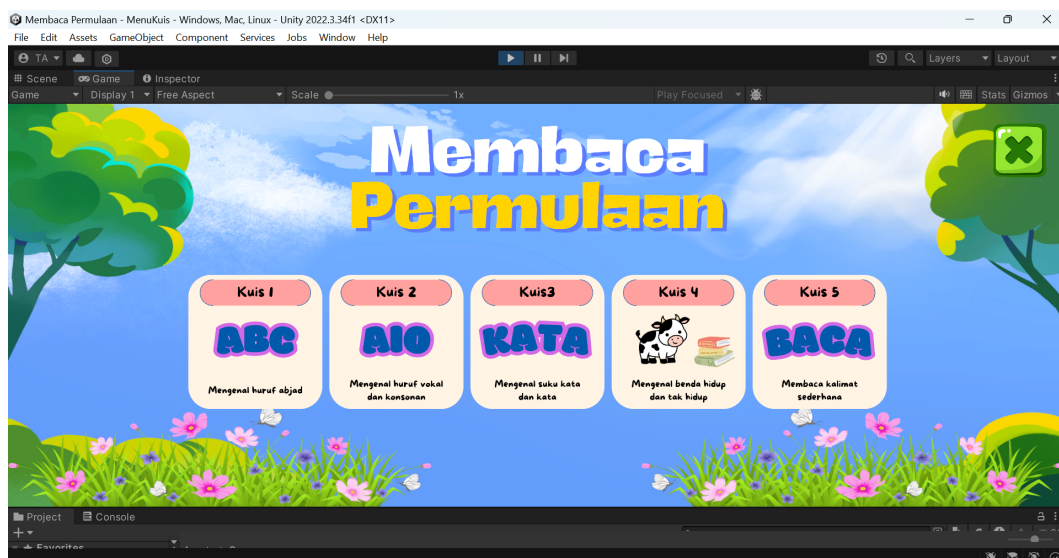 Membaca Permulaan - MenuKuis - Windows, Mac, Linux - Unity 2022.3.34f1 <DX11>
File Edit Assets GameObject Component Services Jobs Window Help
TA Layers Layout
Scene Game Inspector
Game Display 1 Free Aspect Scale 1x Play Focused Stats Gizmos
Membaca
Permulaan
Kuis 1
ABC
Mengenal huruf abjad
Kuis 2
AIO
Mengenal huruf vokal
dan konsonan
Kuis3
KATA
Mengenal suku kata
dan kata
Kuis 4
Mengenal benda hidup
dan tak hidup
Kuis 5
BACA
Membaca kalimat
sederhana
Project Console
Favorites